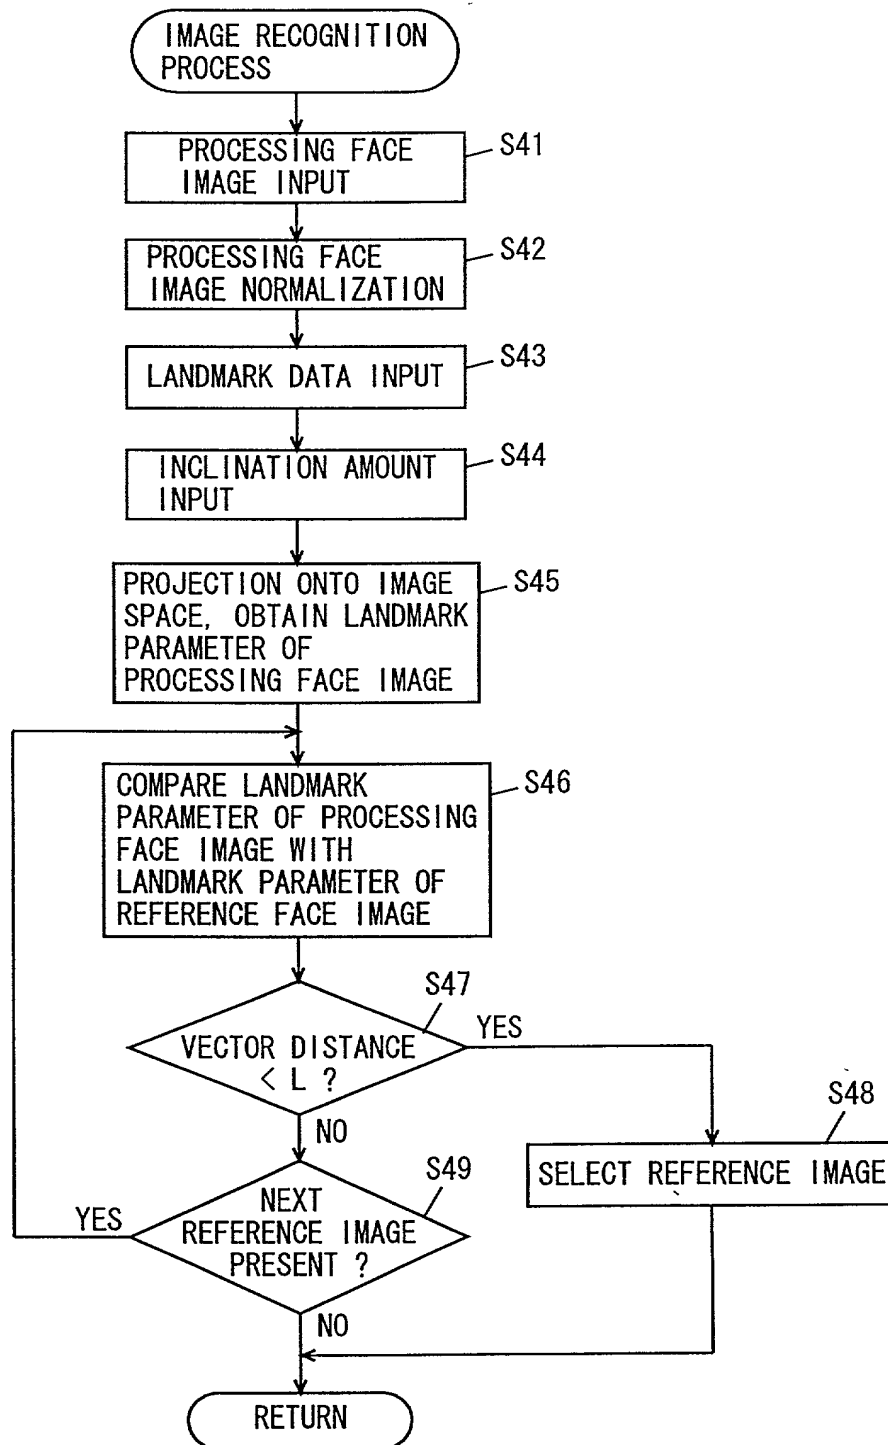 IMAGE RECOGNITION
PROCESS
PROCESSING FACE
IMAGE INPUT
S41
PROCESSING FACE
IMAGE NORMALIZATION
S42
LANDMARK DATA INPUT
S43
INCLINATION AMOUNT
INPUT
S44
PROJECTION ONTO IMAGE
SPACE, OBTAIN LANDMARK
PARAMETER OF
PROCESSING FACE IMAGE
S45
COMPARE LANDMARK
PARAMETER OF PROCESSING
FACE IMAGE WITH
LANDMARK PARAMETER OF
REFERENCE FACE IMAGE
S46
S47
VECTOR DISTANCE
< L ?
YES
NO
S48
SELECT REFERENCE IMAGE
S49
NEXT
REFERENCE IMAGE
PRESENT ?
YES
NO
RETURN